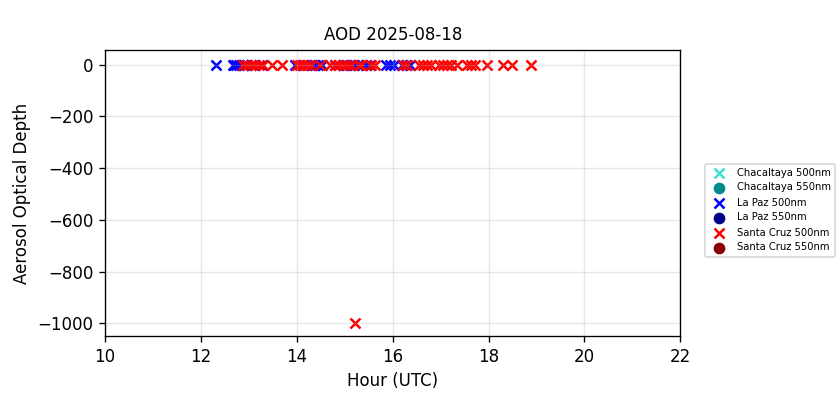 AOD 2025-08-18
Aerosol Optical Depth
0
−200
−400
−600
−800
−1000
10 12 14 16 18 20 22
Hour (UTC)
Chacaltaya 500nm
Chacaltaya 550nm
La Paz 500nm
La Paz 550nm
Santa Cruz 500nm
Santa Cruz 550nm